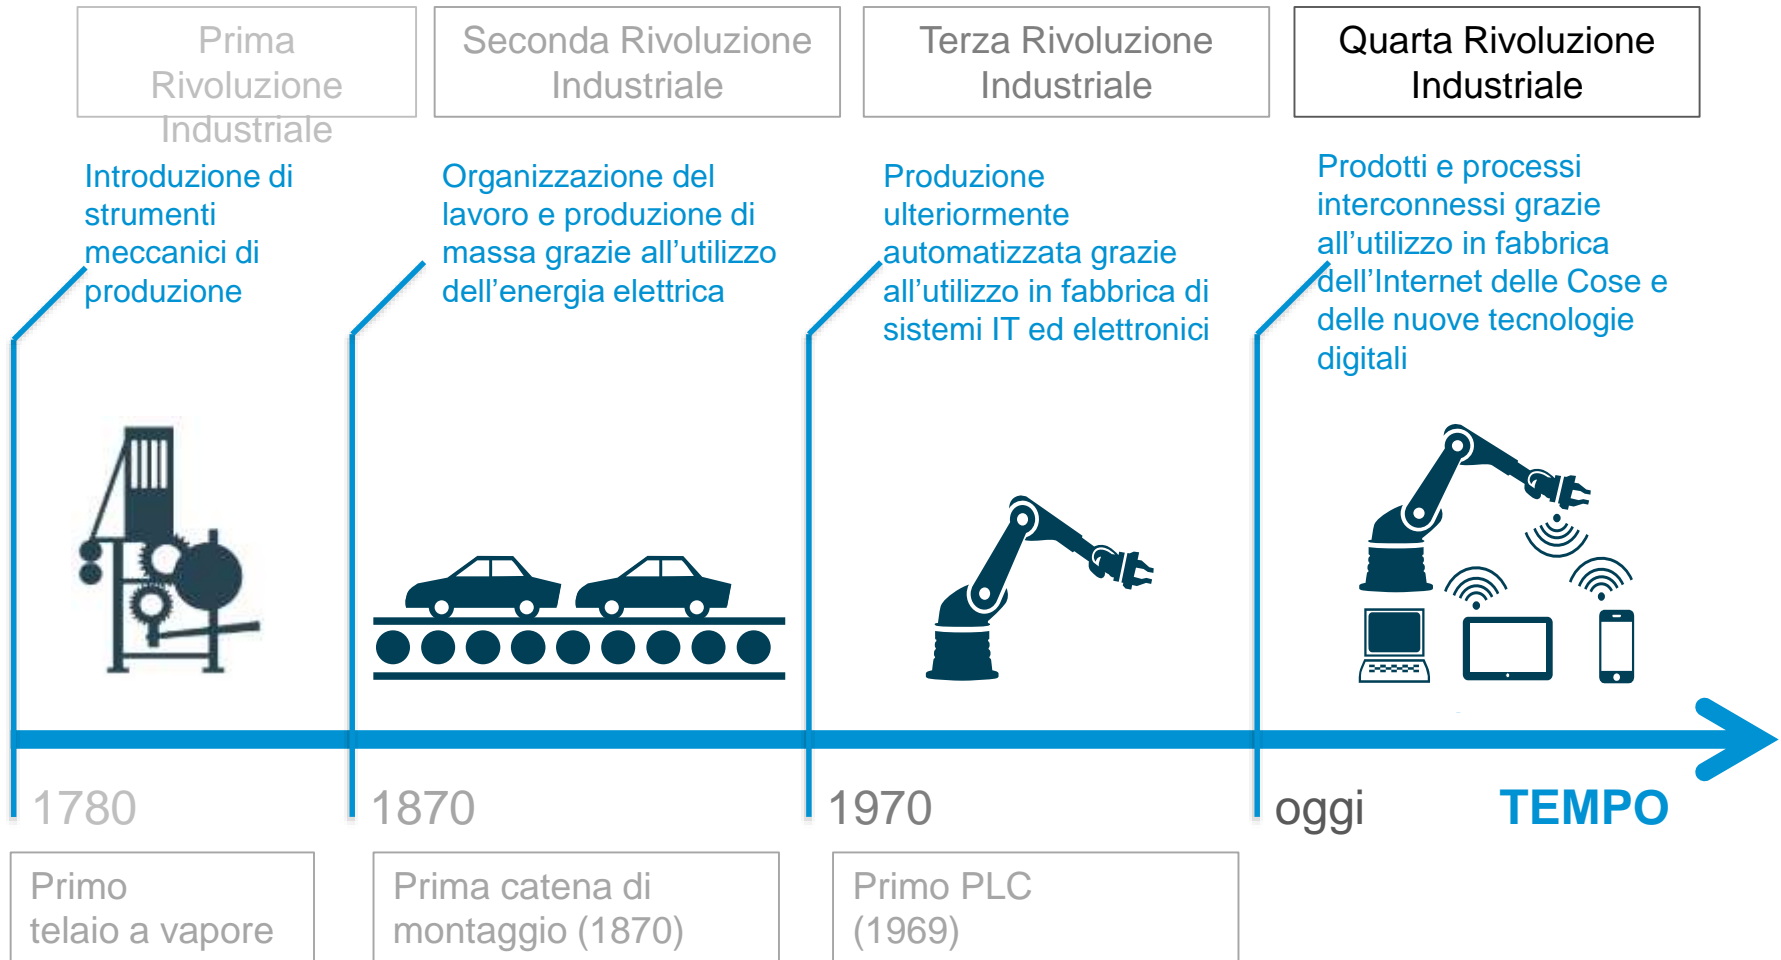 Prima
Rivoluzione
Industriale
Seconda Rivoluzione
Industriale
Terza Rivoluzione
Industriale
Quarta Rivoluzione
Industriale
Introduzione di
strumenti
meccanici di
produzione
Organizzazione del
lavoro e produzione di
massa grazie all’utilizzo
dell’energia elettrica
Produzione
ulteriormente
automatizzata grazie
all’utilizzo in fabbrica di
sistemi IT ed elettronici
Prodotti e processi
interconnessi grazie
all’utilizzo in fabbrica
dell’Internet delle Cose e
delle nuove tecnologie
digitali
1780
1870
1970
oggi
TEMPO
Primo
telaio a vapore
Prima catena di
montaggio (1870)
Primo PLC
(1969)